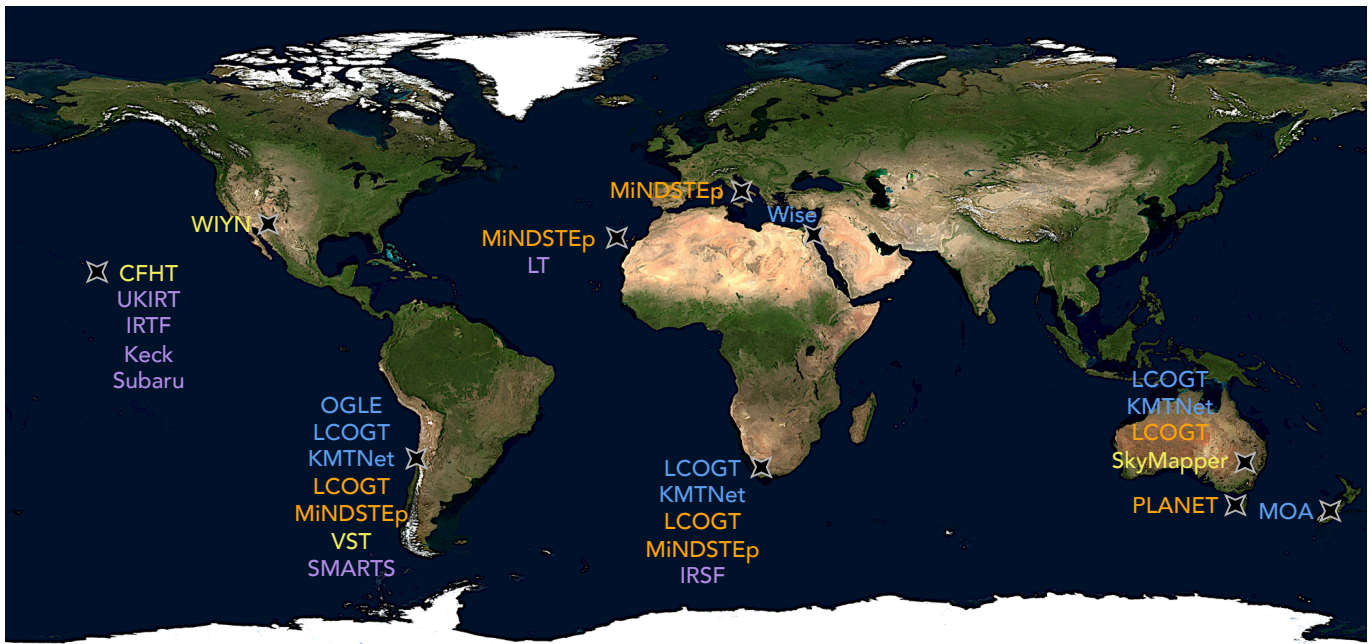 MiNDSTEp
Wise
WIYN
MiNDSTEp
LT
CFHT
UKIRT
IRTF
Keck
Subaru
OGLE
LCOGT
KMTNet
LCOGT
MiNDSTEp
VST
SMARTS
LCOGT
KMTNet
LCOGT
MiNDSTEp
IRSF
LCOGT
KMTNet
LCOGT
SkyMapper
PLANET
MOA